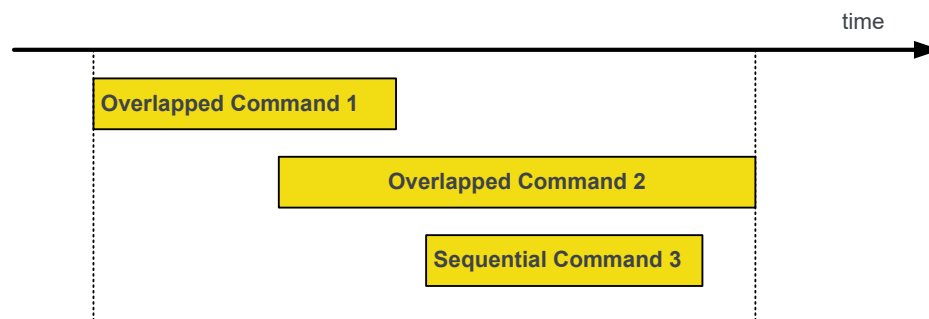 time
Overlapped Command 1
Overlapped Command 2
Sequential Command 3